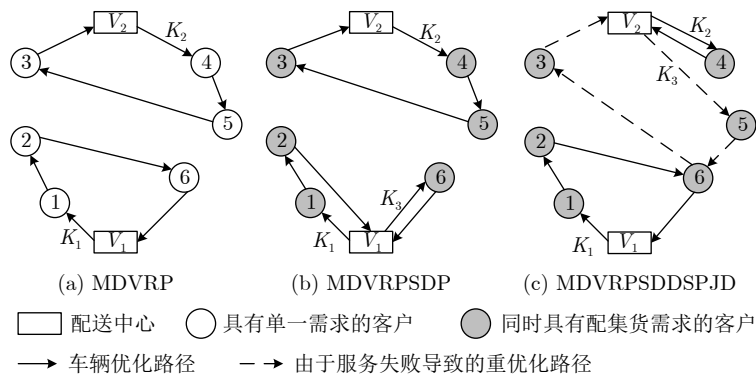 V₂ K₂ 3 4 5 2 6 1 K₁ V₁
V₂ K₂ 3 4 5 2 6 1 K₃ K₁ V₁
V₂ K₂ 3 4 K₃ 5 2 6 1 K₁ V₁
(a) MDVRP
(b) MDVRPSDP
(c) MDVRPSDDSPJD
配送中心
具有单一需求的客户
同时具有配集货需求的客户
车辆优化路径
由于服务失败导致的重优化路径